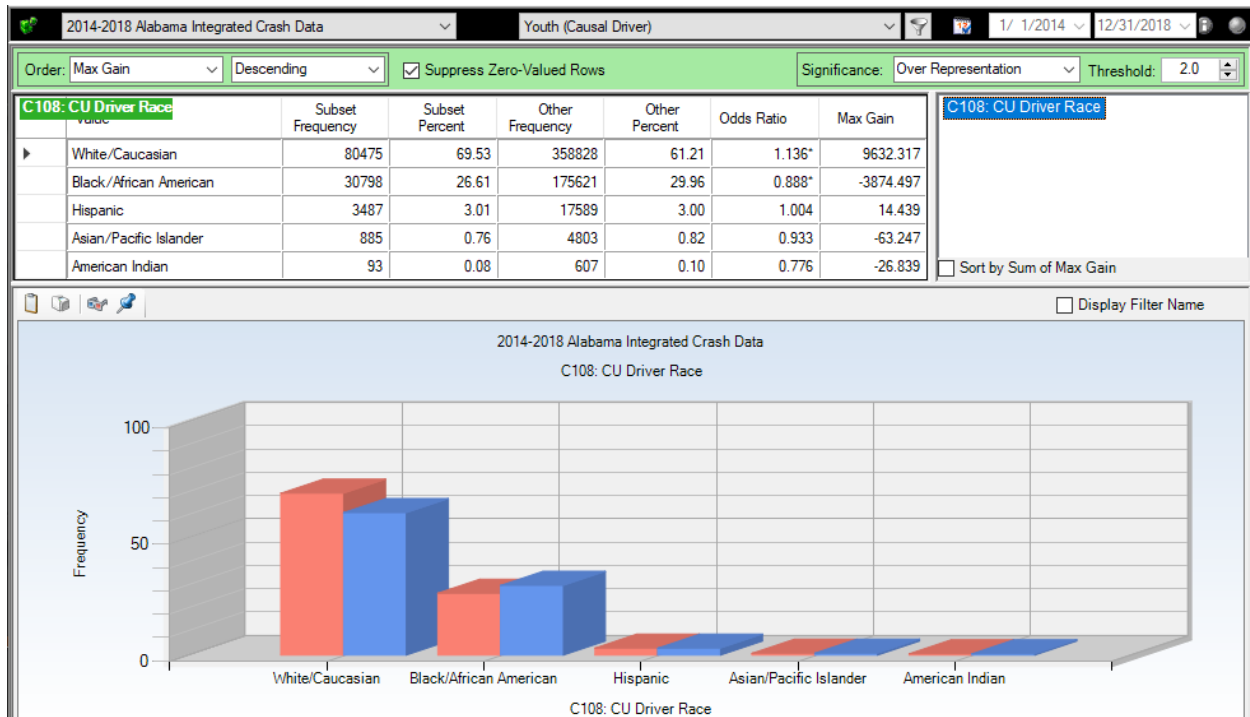 2014-2018 Alabama Integrated Crash Data Youth (Causal Driver) 1/ 1/2014 12/31/2018
Order: Max Gain Descending Suppress Zero-Valued Rows Significance: Over Representation Threshold: 2.0
C108: CU Driver Race Subset Frequency Subset Percent Other Frequency Other Percent Odds Ratio Max Gain C108: CU Driver Race
White/Caucasian 80475 69.53 358828 61.21 1.136* 9632.317
Black/African American 30798 26.61 175621 29.96 0.888* -3874.497
Hispanic 3487 3.01 17589 3.00 1.004 14.439
Asian/Pacific Islander 885 0.76 4803 0.82 0.933 -63.247
American Indian 93 0.08 607 0.10 0.776 -26.839 Sort by Sum of Max Gain
Display Filter Name
2014-2018 Alabama Integrated Crash Data
C108: CU Driver Race
100
50
0
Frequency
White/Caucasian Black/African American Hispanic Asian/Pacific Islander American Indian
C108: CU Driver Race